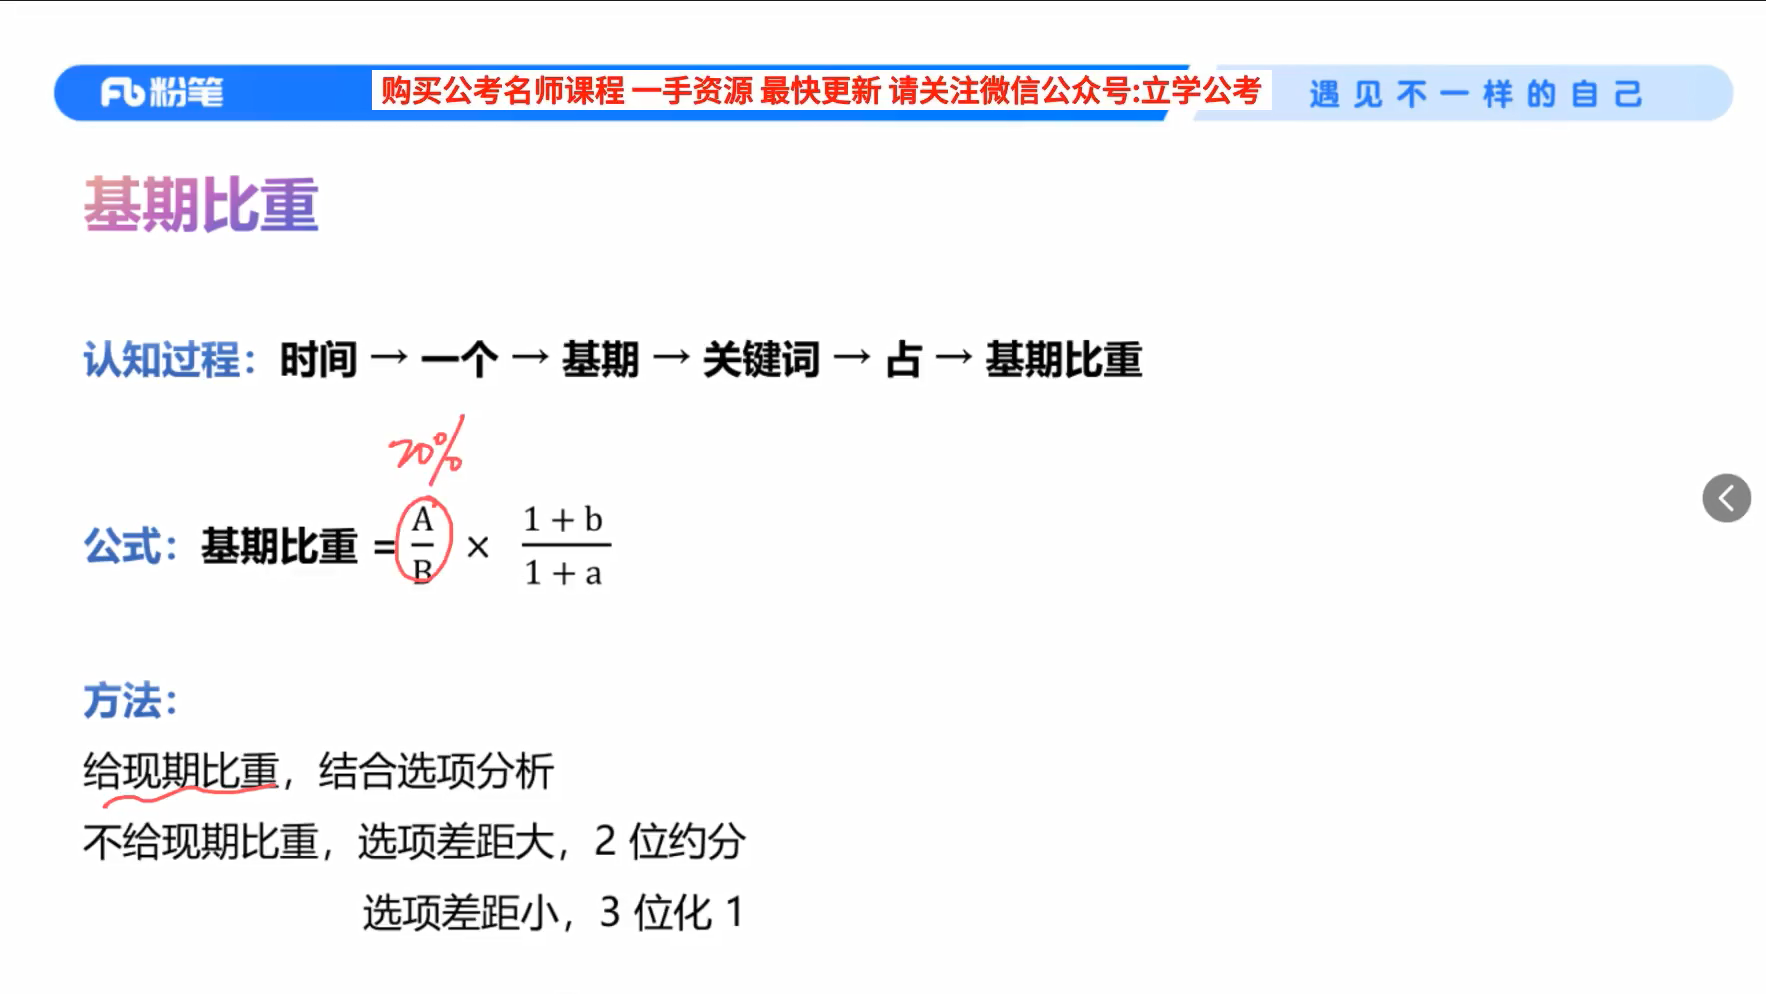 粉笔
购买公考名师课程 一手资源 最快更新 请关注微信公众号:立学公考
遇见不一样的自己
基期比重
认知过程：时间 → 一个 → 基期 → 关键词 → 占 → 基期比重
20%
公式：基期比重 = A/B × (1 + b)/(1 + a)
方法：
给现期比重，结合选项分析
不给现期比重，选项差距大，2 位约分
选项差距小，3 位化 1